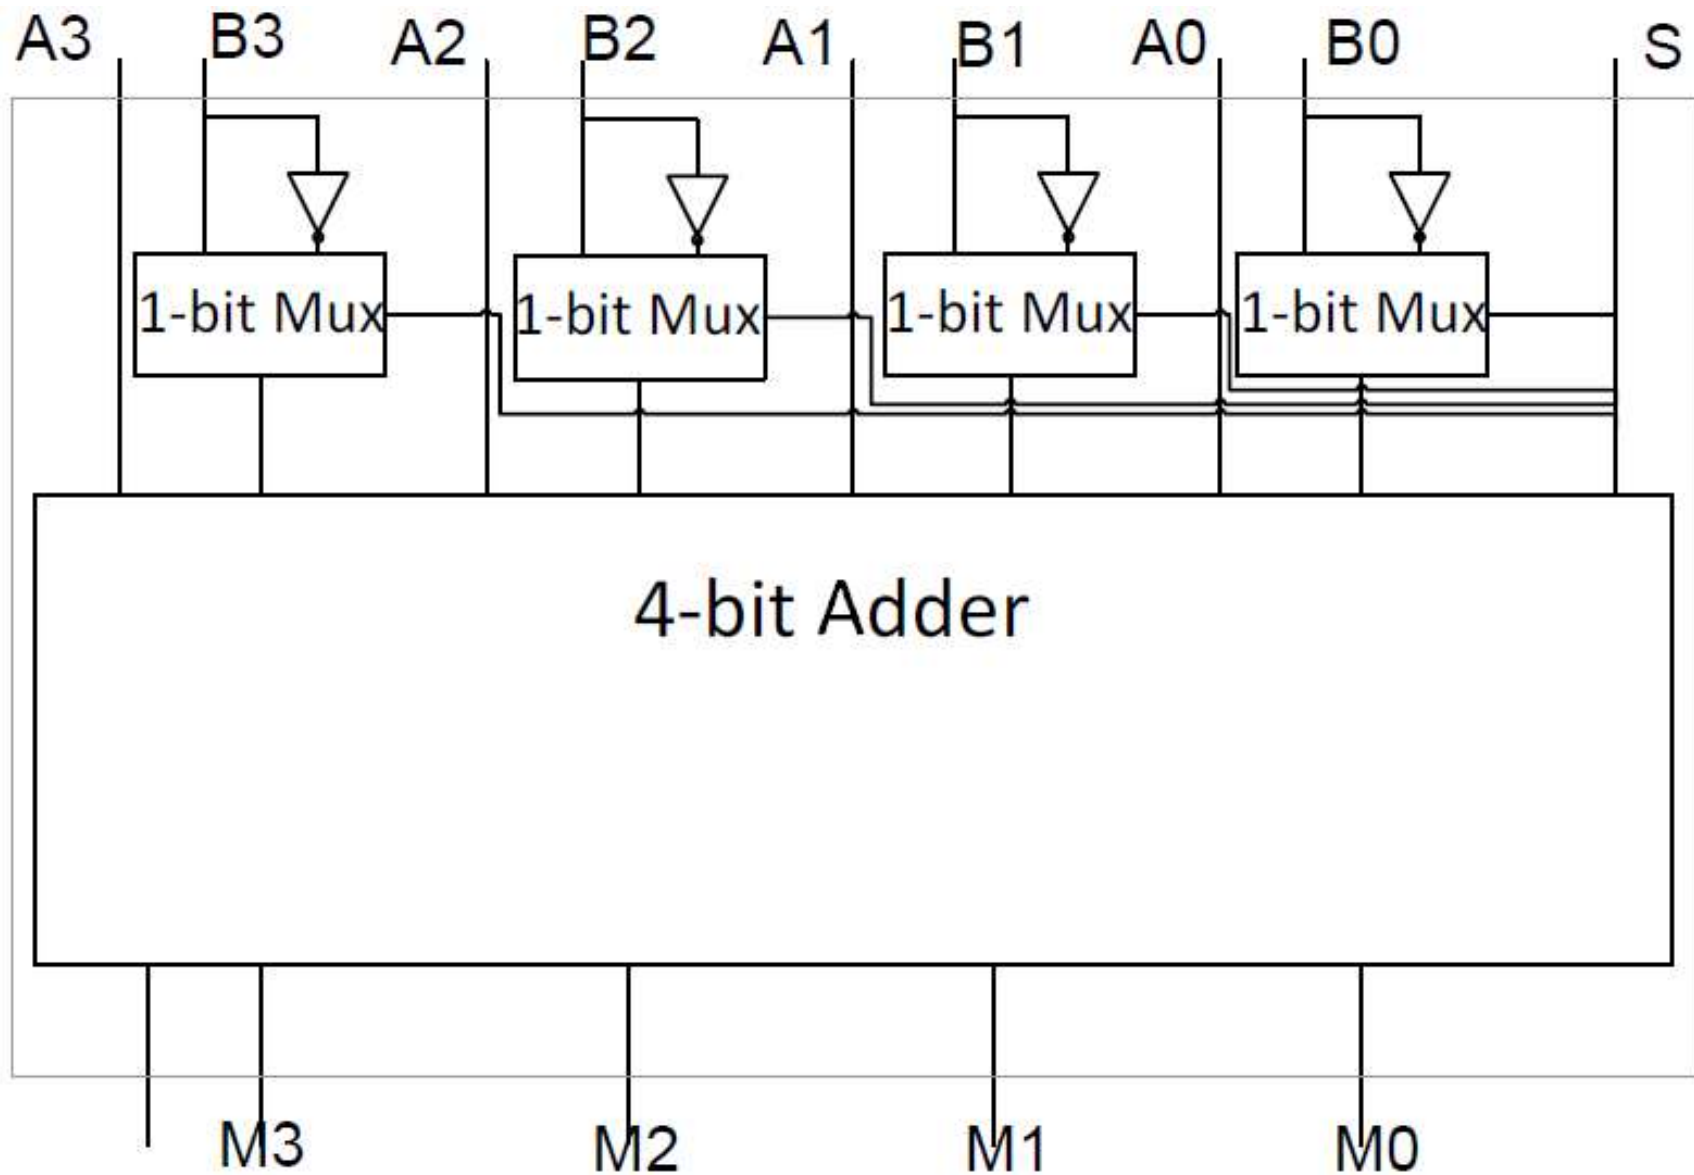 A3 B3 A2 B2 A1 B1 A0 B0 S
1-bit Mux 1-bit Mux 1-bit Mux 1-bit Mux
4-bit Adder
M3 M2 M1 M0